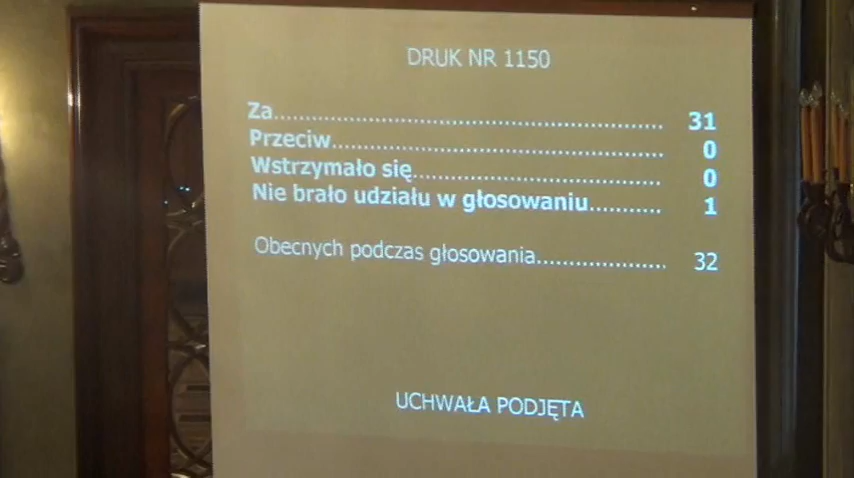 DRUK NR 1150
Za.................................................... 31
Przeciw............................................. 0
Wstrzymało się.................................. 0
Nie brało udziału w głosowaniu........... 1
Obecnych podczas głosowania................... 32
UCHWAŁA PODJĘTA